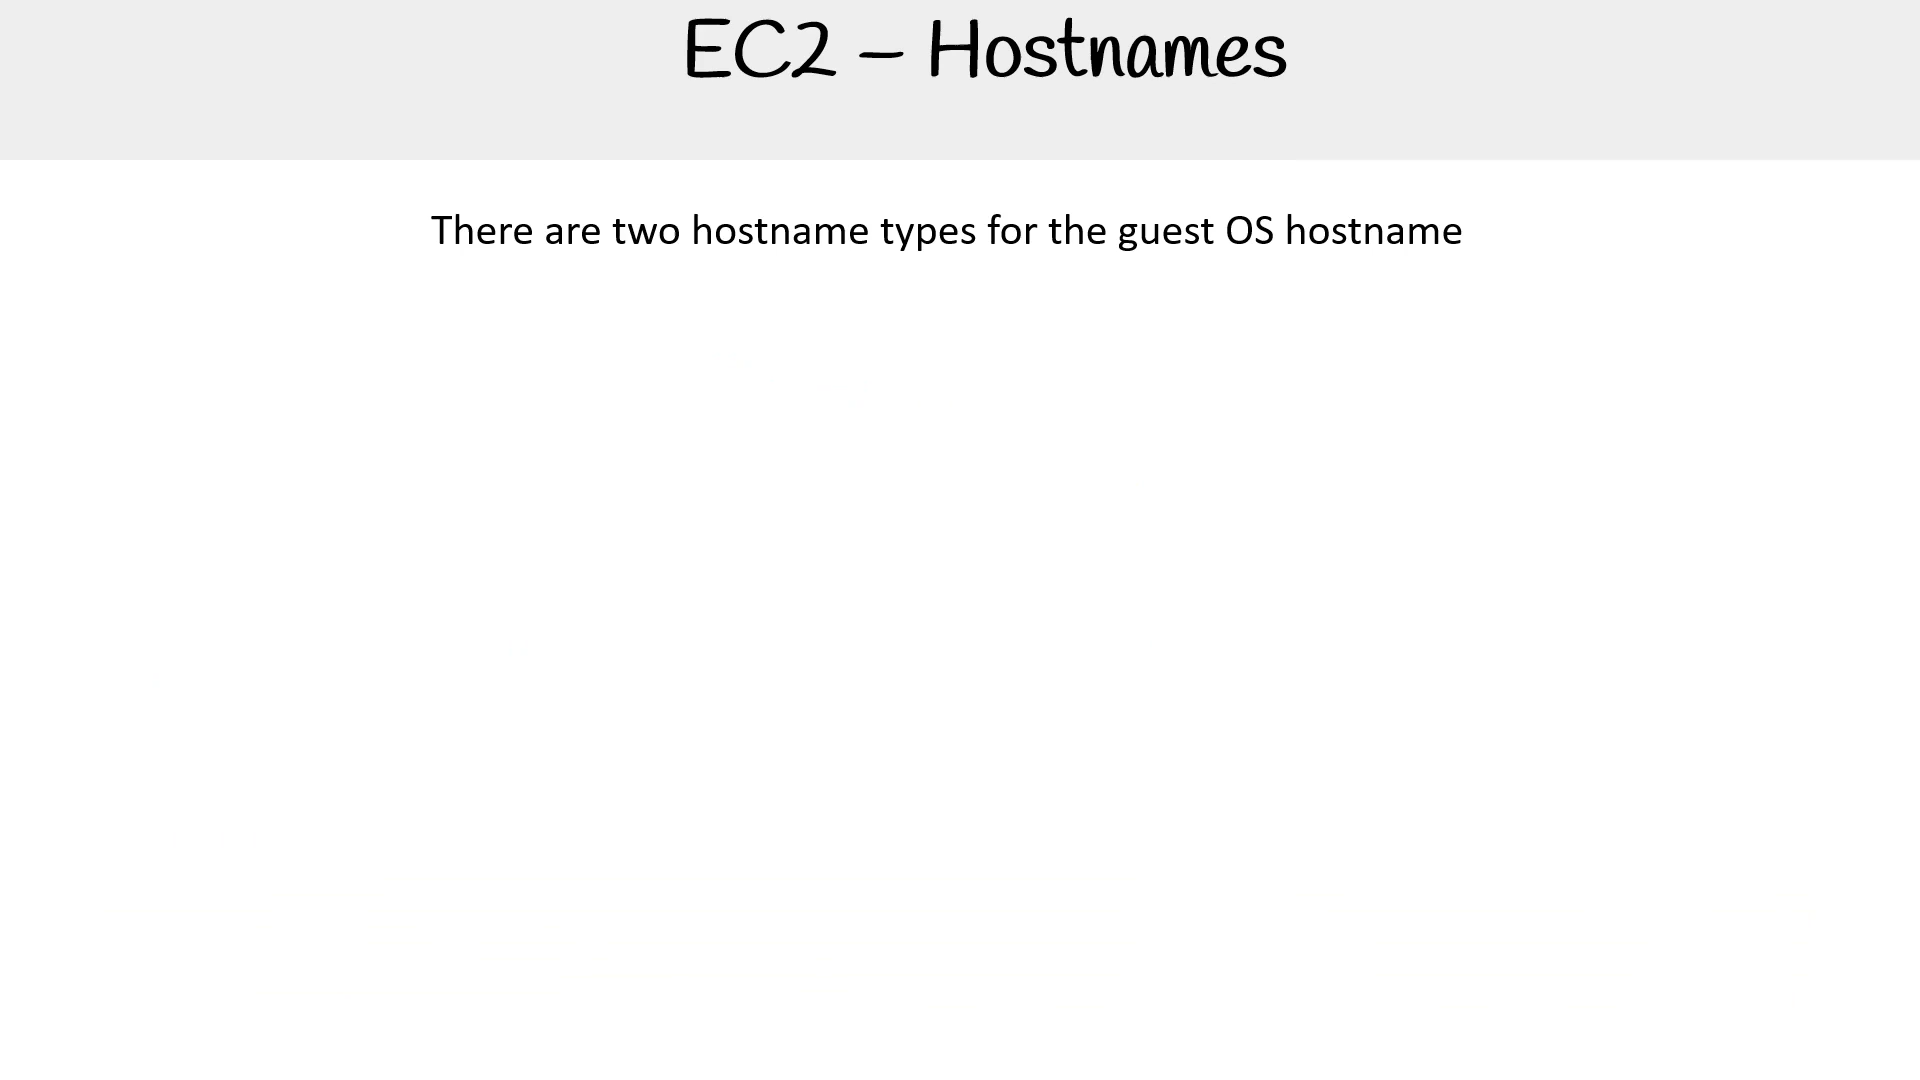 EC2 – Hostnames
There are two hostname types for the guest OS hostname